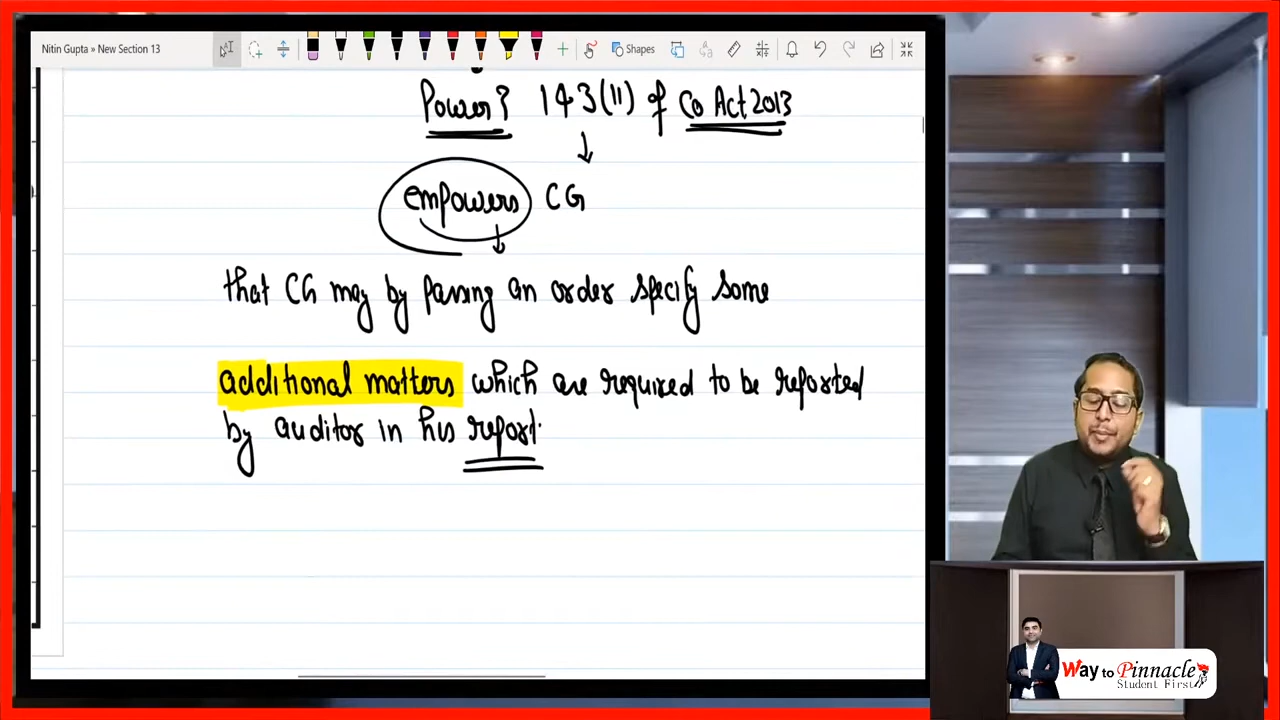 Nitin Gupta » New Section 13
Shapes
Power? 143(11) of Co Act 2013
empowers CG
that CG may by passing an order specify some
additional matters which are required to be reported
by auditor in his report.
Way to Pinnacle
Student First